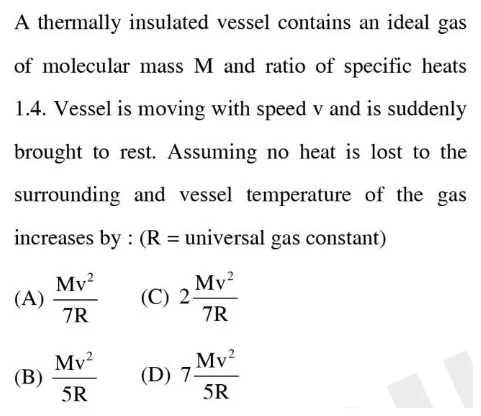 A thermally insulated vessel contains an ideal gas
of molecular mass M and ratio of specific heats
1.4. Vessel is moving with speed v and is suddenly
brought to rest. Assuming no heat is lost to the
surrounding and vessel temperature of the gas
increases by : (R = universal gas constant)
(A) Mv²/7R (C) 2 Mv²/7R
(B) Mv²/5R (D) 7 Mv²/5R